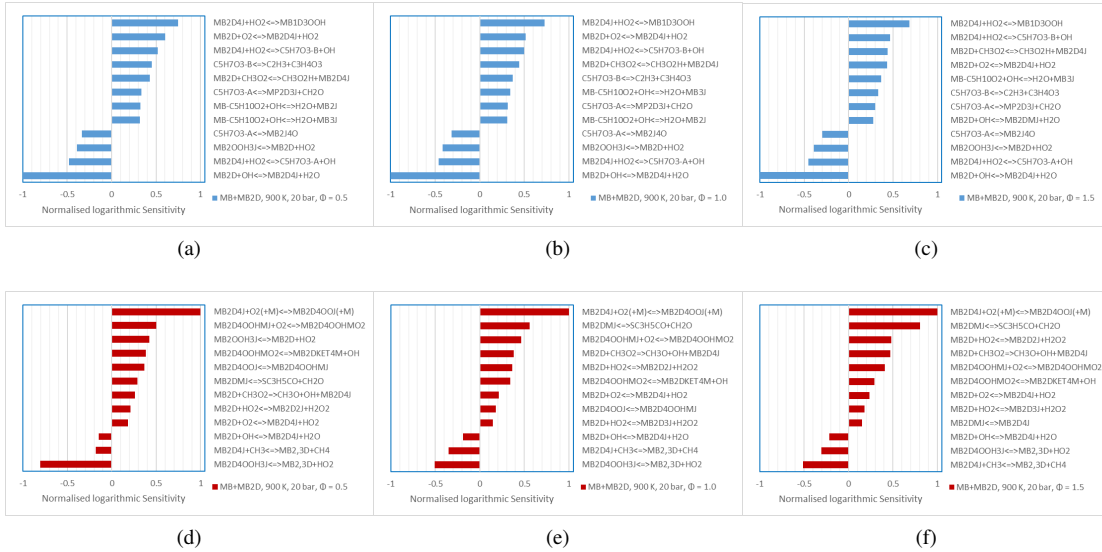 MB2D4J+HO2<=>MB1D3OOH
MB2D+O2<=>MB2D4J+HO2
MB2D4J+HO2<=>C5H7O3-B+OH
C5H7O3-B<=>C2H3+C3H4O3
MB2D+CH3O2<=>CH3O2H+MB2D4J
C5H7O3-A<=>MP2D3J+CH2O
MB-C5H10O2+OH<=>H2O+MB2J
MB-C5H10O2+OH<=>H2O+MB3J
C5H7O3-A<=>MB2J4O
MB2OOH3J<=>MB2D+HO2
MB2D4J+HO2<=>C5H7O3-A+OH
MB2D+OH<=>MB2D4J+H2O
-1 -0.5 0 0.5 1
MB+MB2D, 900 K, 20 bar, Φ = 0.5
Normalised logarithmic Sensitivity
(a)
MB2D4J+HO2<=>MB1D3OOH
MB2D+O2<=>MB2D4J+HO2
MB2D4J+HO2<=>C5H7O3-B+OH
MB2D+CH3O2<=>CH3O2H+MB2D4J
C5H7O3-B<=>C2H3+C3H4O3
MB-C5H10O2+OH<=>H2O+MB3J
C5H7O3-A<=>MP2D3J+CH2O
MB-C5H10O2+OH<=>H2O+MB2J
C5H7O3-A<=>MB2J4O
MB2OOH3J<=>MB2D+HO2
MB2D4J+HO2<=>C5H7O3-A+OH
MB2D+OH<=>MB2D4J+H2O
-1 -0.5 0 0.5 1
MB+MB2D, 900 K, 20 bar, Φ = 1.0
Normalised logarithmic Sensitivity
(b)
MB2D4J+HO2<=>MB1D3OOH
MB2D4J+HO2<=>C5H7O3-B+OH
MB2D+CH3O2<=>CH3O2H+MB2D4J
MB2D+O2<=>MB2D4J+HO2
MB-C5H10O2+OH<=>H2O+MB3J
C5H7O3-B<=>C2H3+C3H4O3
C5H7O3-A<=>MP2D3J+CH2O
MB2D+OH<=>MB2DMJ+H2O
C5H7O3-A<=>MB2J4O
MB2OOH3J<=>MB2D+HO2
MB2D4J+HO2<=>C5H7O3-A+OH
MB2D+OH<=>MB2D4J+H2O
-1 -0.5 0 0.5 1
MB+MB2D, 900 K, 20 bar, Φ = 1.5
Normalised logarithmic Sensitivity
(c)
MB2D4J+O2(+M)<=>MB2D4OOJ(+M)
MB2D4OOHMJ+O2<=>MB2D4OOHMO2
MB2OOH3J<=>MB2D+HO2
MB2D4OOHMO2<=>MB2DKET4M+OH
MB2D4OOJ<=>MB2D4OOHMJ
MB2DMJ<=>SC3H5CO+CH2O
MB2D+CH3O2=>CH3O+OH+MB2D4J
MB2D+HO2<=>MB2D2J+H2O2
MB2D+O2<=>MB2D4J+HO2
MB2D+OH<=>MB2D4J+H2O
MB2D4J+CH3<=>MB2,3D+CH4
MB2D4OOH3J<=>MB2,3D+HO2
-1 -0.5 0 0.5 1
MB+MB2D, 900 K, 20 bar, Φ = 0.5
Normalised logarithmic Sensitivity
(d)
MB2D4J+O2(+M)<=>MB2D4OOJ(+M)
MB2DMJ<=>SC3H5CO+CH2O
MB2D4OOHMJ+O2<=>MB2D4OOHMO2
MB2D+CH3O2=>CH3O+OH+MB2D4J
MB2D+HO2<=>MB2D2J+H2O2
MB2D4OOHMO2<=>MB2DKET4M+OH
MB2D+O2<=>MB2D4J+HO2
MB2D4OOJ<=>MB2D4OOHMJ
MB2D+HO2<=>MB2D3J+H2O2
MB2D+OH<=>MB2D4J+H2O
MB2D4J+CH3<=>MB2,3D+CH4
MB2D4OOH3J<=>MB2,3D+HO2
-1 -0.5 0 0.5 1
MB+MB2D, 900 K, 20 bar, Φ = 1.0
Normalised logarithmic Sensitivity
(e)
MB2D4J+O2(+M)<=>MB2D4OOJ(+M)
MB2DMJ<=>SC3H5CO+CH2O
MB2D+HO2<=>MB2D2J+H2O2
MB2D+CH3O2=>CH3O+OH+MB2D4J
MB2D4OOHMJ+O2<=>MB2D4OOHMO2
MB2D4OOHMO2<=>MB2DKET4M+OH
MB2D+O2<=>MB2D4J+HO2
MB2D+HO2<=>MB2D3J+H2O2
MB2DMJ<=>MB2D4J
MB2D+OH<=>MB2D4J+H2O
MB2D4OOH3J<=>MB2,3D+HO2
MB2D4J+CH3<=>MB2,3D+CH4
-1 -0.5 0 0.5 1
MB+MB2D, 900 K, 20 bar, Φ = 1.5
Normalised logarithmic Sensitivity
(f)